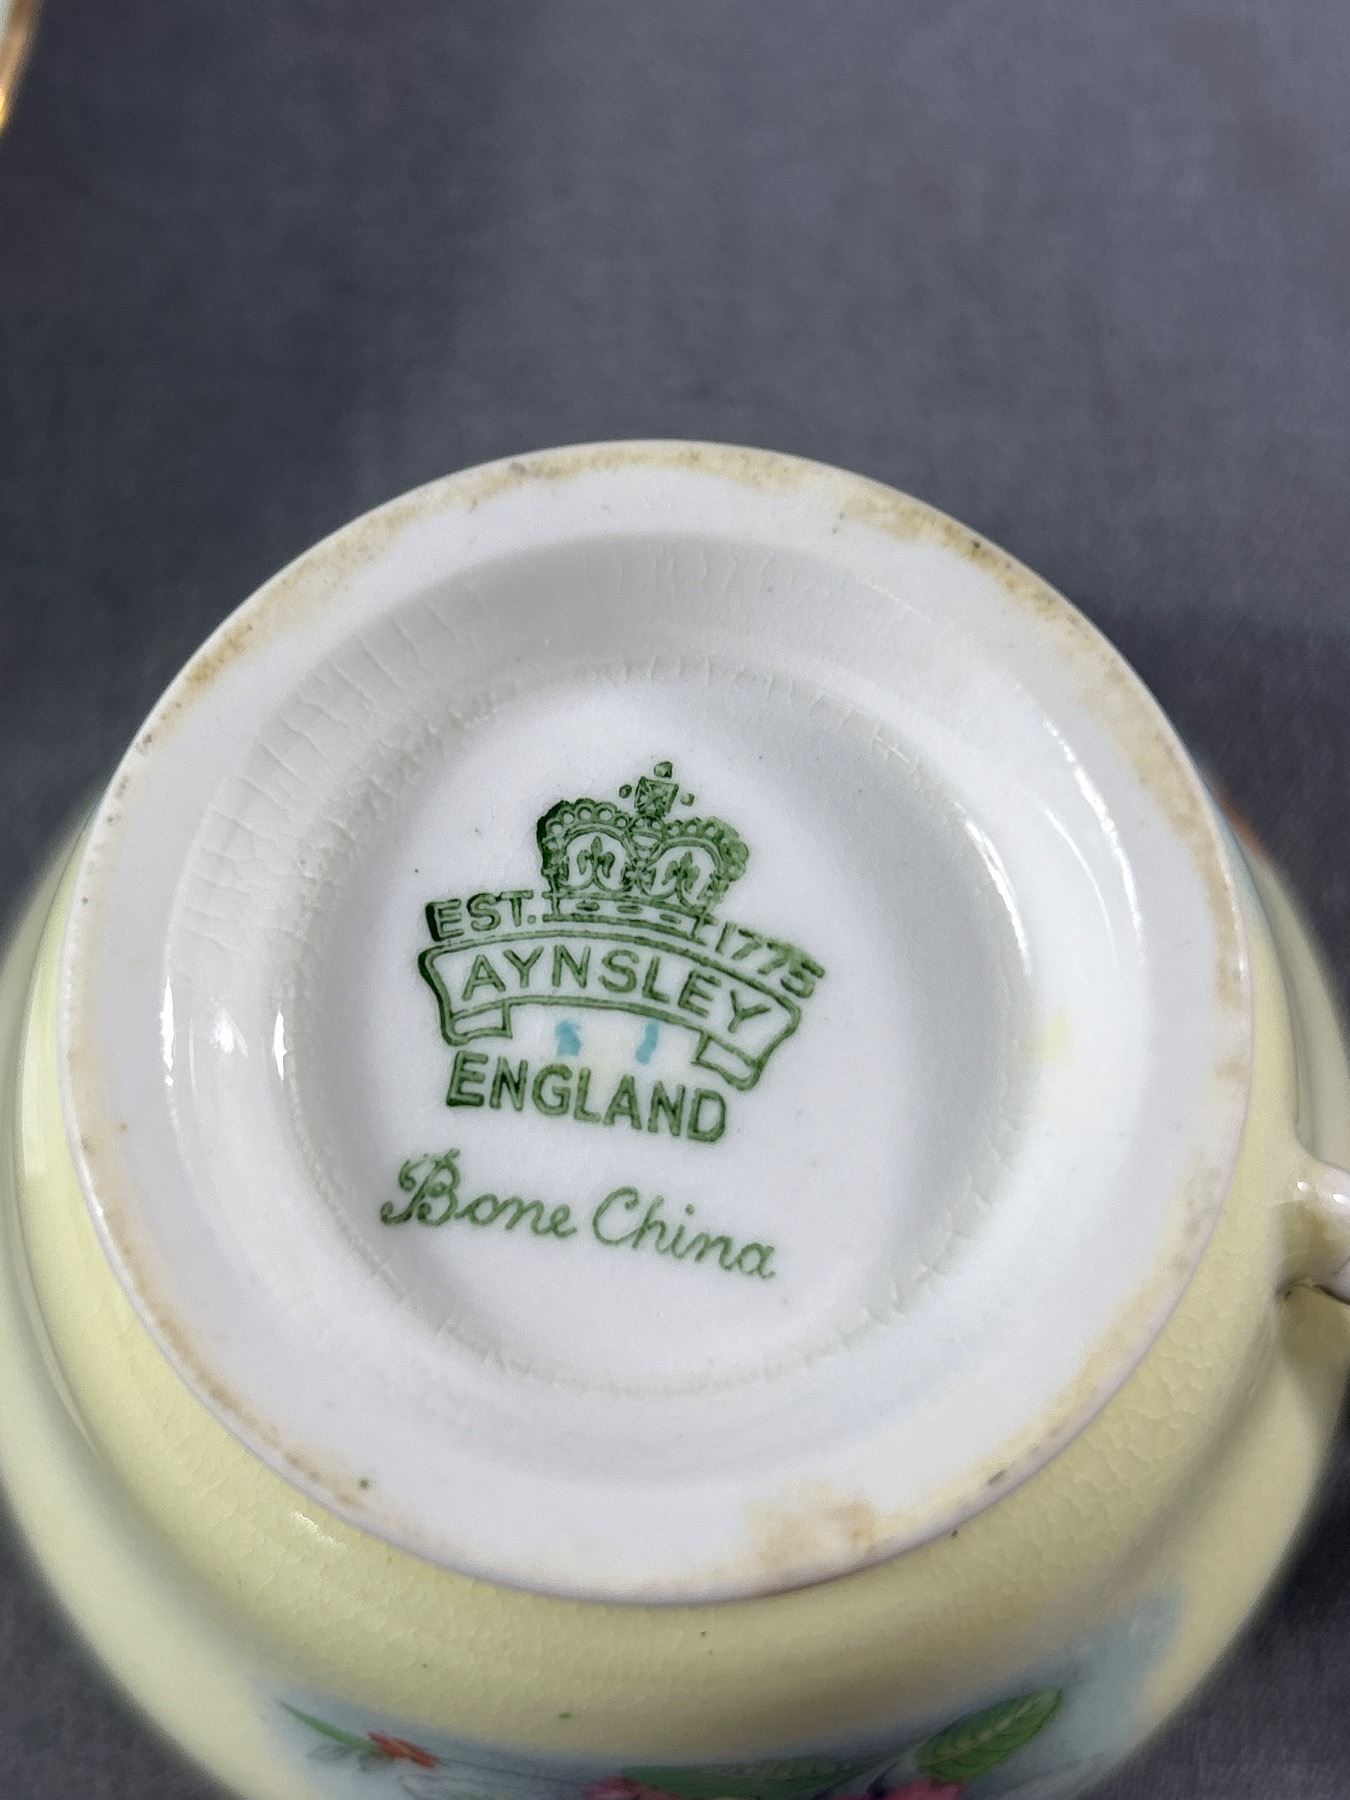 EST. 1775
AYNSLEY
ENGLAND
Bone China